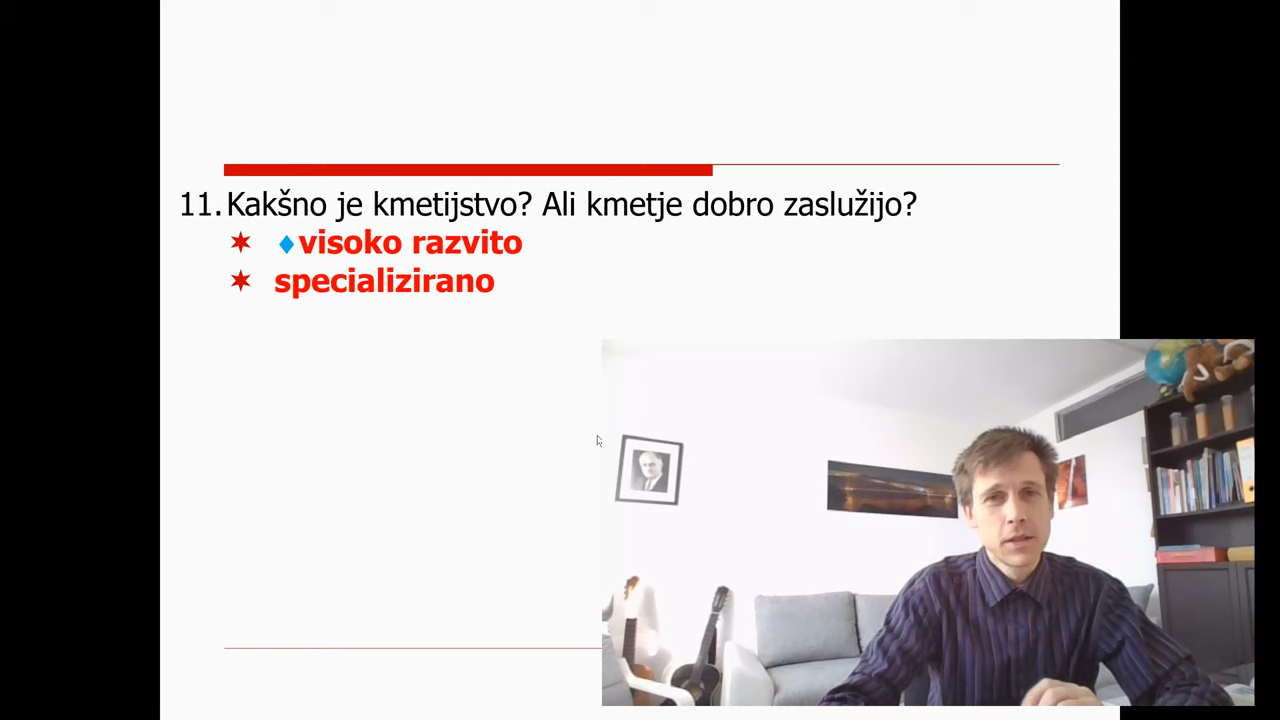 11. Kakšno je kmetijstvo? Ali kmetje dobro zaslužijo?
visoko razvito
specializirano